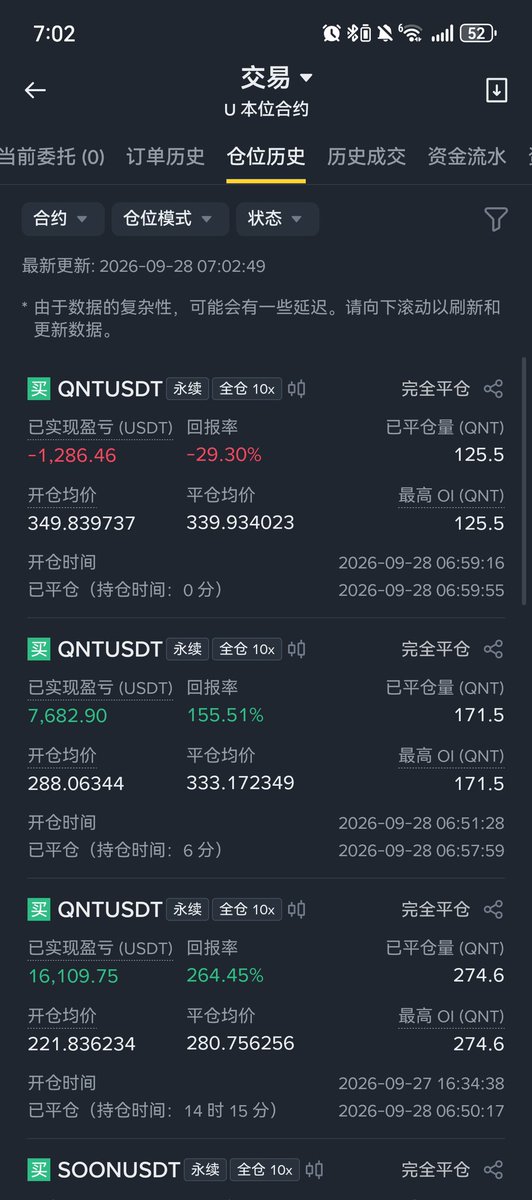 7:02
6
52
交易
U 本位合约
当前委托 (0) 订单历史 仓位历史 历史成交 资金流水
合约 仓位模式 状态
最新更新: 2026-09-28 07:02:49
* 由于数据的复杂性，可能会有一些延迟。请向下滚动以刷新和
更新数据。
买 QNTUSDT 永续 全仓 10x 完全平仓
已实现盈亏 (USDT) 回报率 已平仓量 (QNT)
-1,286.46 -29.30% 125.5
开仓均价 平仓均价 最高 OI (QNT)
349.839737 339.934023 125.5
开仓时间 2026-09-28 06:59:16
已平仓（持仓时间：0 分） 2026-09-28 06:59:55
买 QNTUSDT 永续 全仓 10x 完全平仓
已实现盈亏 (USDT) 回报率 已平仓量 (QNT)
7,682.90 155.51% 171.5
开仓均价 平仓均价 最高 OI (QNT)
288.06344 333.172349 171.5
开仓时间 2026-09-28 06:51:28
已平仓（持仓时间：6 分） 2026-09-28 06:57:59
买 QNTUSDT 永续 全仓 10x 完全平仓
已实现盈亏 (USDT) 回报率 已平仓量 (QNT)
16,109.75 264.45% 274.6
开仓均价 平仓均价 最高 OI (QNT)
221.836234 280.756256 274.6
开仓时间 2026-09-27 16:34:38
已平仓（持仓时间：14 时 15 分） 2026-09-28 06:50:17
买 SOONUSDT 永续 全仓 10x 完全平仓